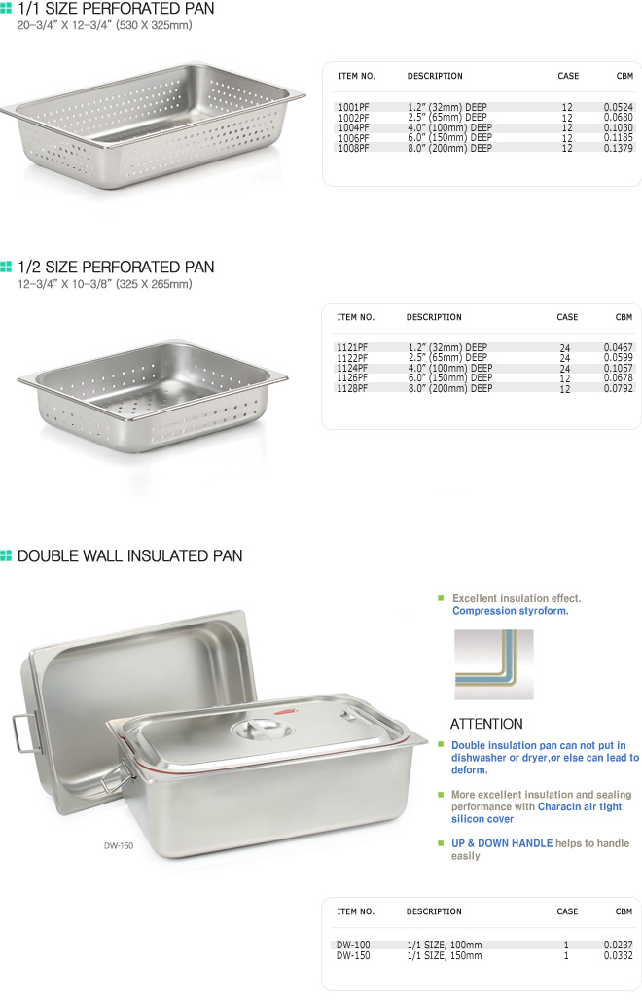 1/1 SIZE PERFORATED PAN
20-3/4" X 12-3/4" (530 X 325mm)
ITEM NO. DESCRIPTION CASE CBM
1001PF 1.2" (32mm) DEEP 12 0.0524
1002PF 2.5" (65mm) DEEP 12 0.0680
1004PF 4.0" (100mm) DEEP 12 0.1030
1006PF 6.0" (150mm) DEEP 12 0.1185
1008PF 8.0" (200mm) DEEP 12 0.1379
1/2 SIZE PERFORATED PAN
12-3/4" X 10-3/8" (325 X 265mm)
ITEM NO. DESCRIPTION CASE CBM
1121PF 1.2" (32mm) DEEP 24 0.0467
1122PF 2.5" (65mm) DEEP 24 0.0599
1124PF 4.0" (100mm) DEEP 24 0.1057
1126PF 6.0" (150mm) DEEP 12 0.0678
1128PF 8.0" (200mm) DEEP 12 0.0792
DOUBLE WALL INSULATED PAN
Excellent insulation effect.
Compression styroform.
ATTENTION
Double insulation pan can not put in
dishwasher or dryer,or else can lead to
deform.
More excellent insulation and sealing
performance with Characin air tight
silicon cover
UP & DOWN HANDLE helps to handle
easily
DW-150
ITEM NO. DESCRIPTION CASE CBM
DW-100 1/1 SIZE, 100mm 1 0.0237
DW-150 1/1 SIZE, 150mm 1 0.0332